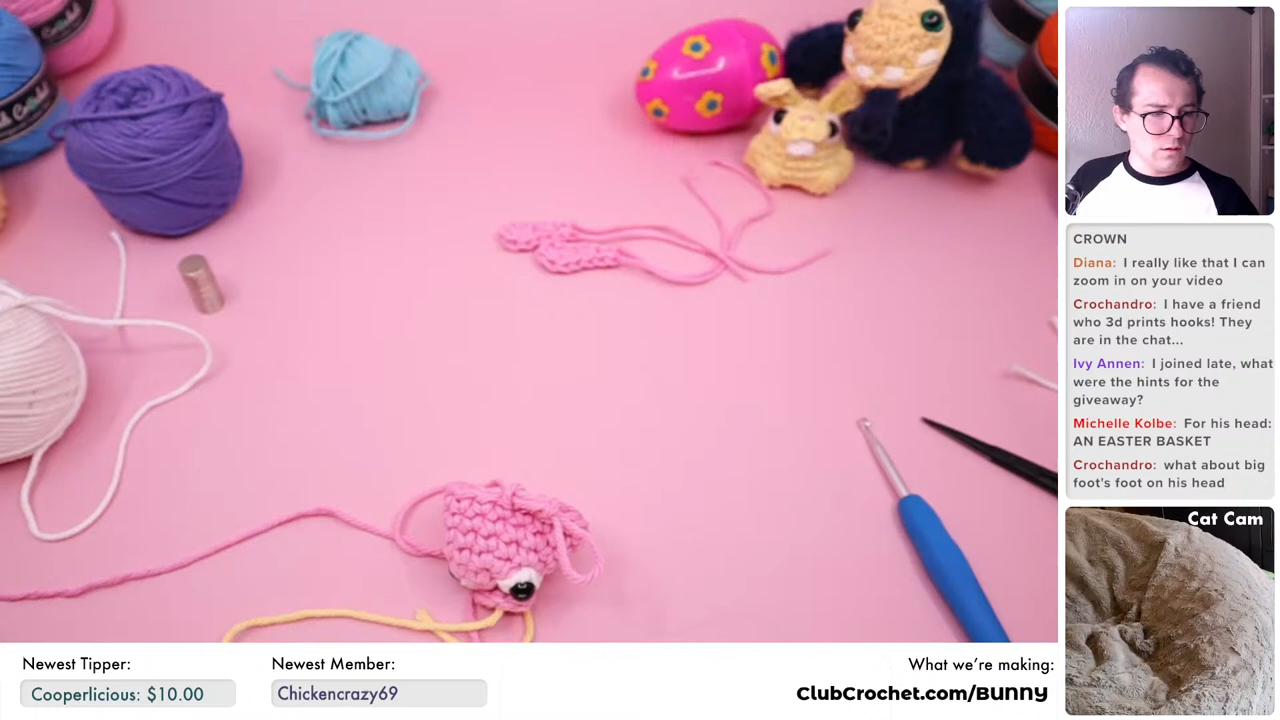 CROWN
Diana: I really like that I can
zoom in on your video
Crochandro: I have a friend
who 3d prints hooks! They
are in the chat...
Ivy Annen: I joined late, what
were the hints for the
giveaway?
Michelle Kolbe: For his head:
AN EASTER BASKET
Crochandro: what about big
foot's foot on his head
Cat Cam
Newest Tipper:
Cooperlicious: $10.00
Newest Member:
Chickencrazy69
What we're making:
ClubCrochet.com/BUNNY